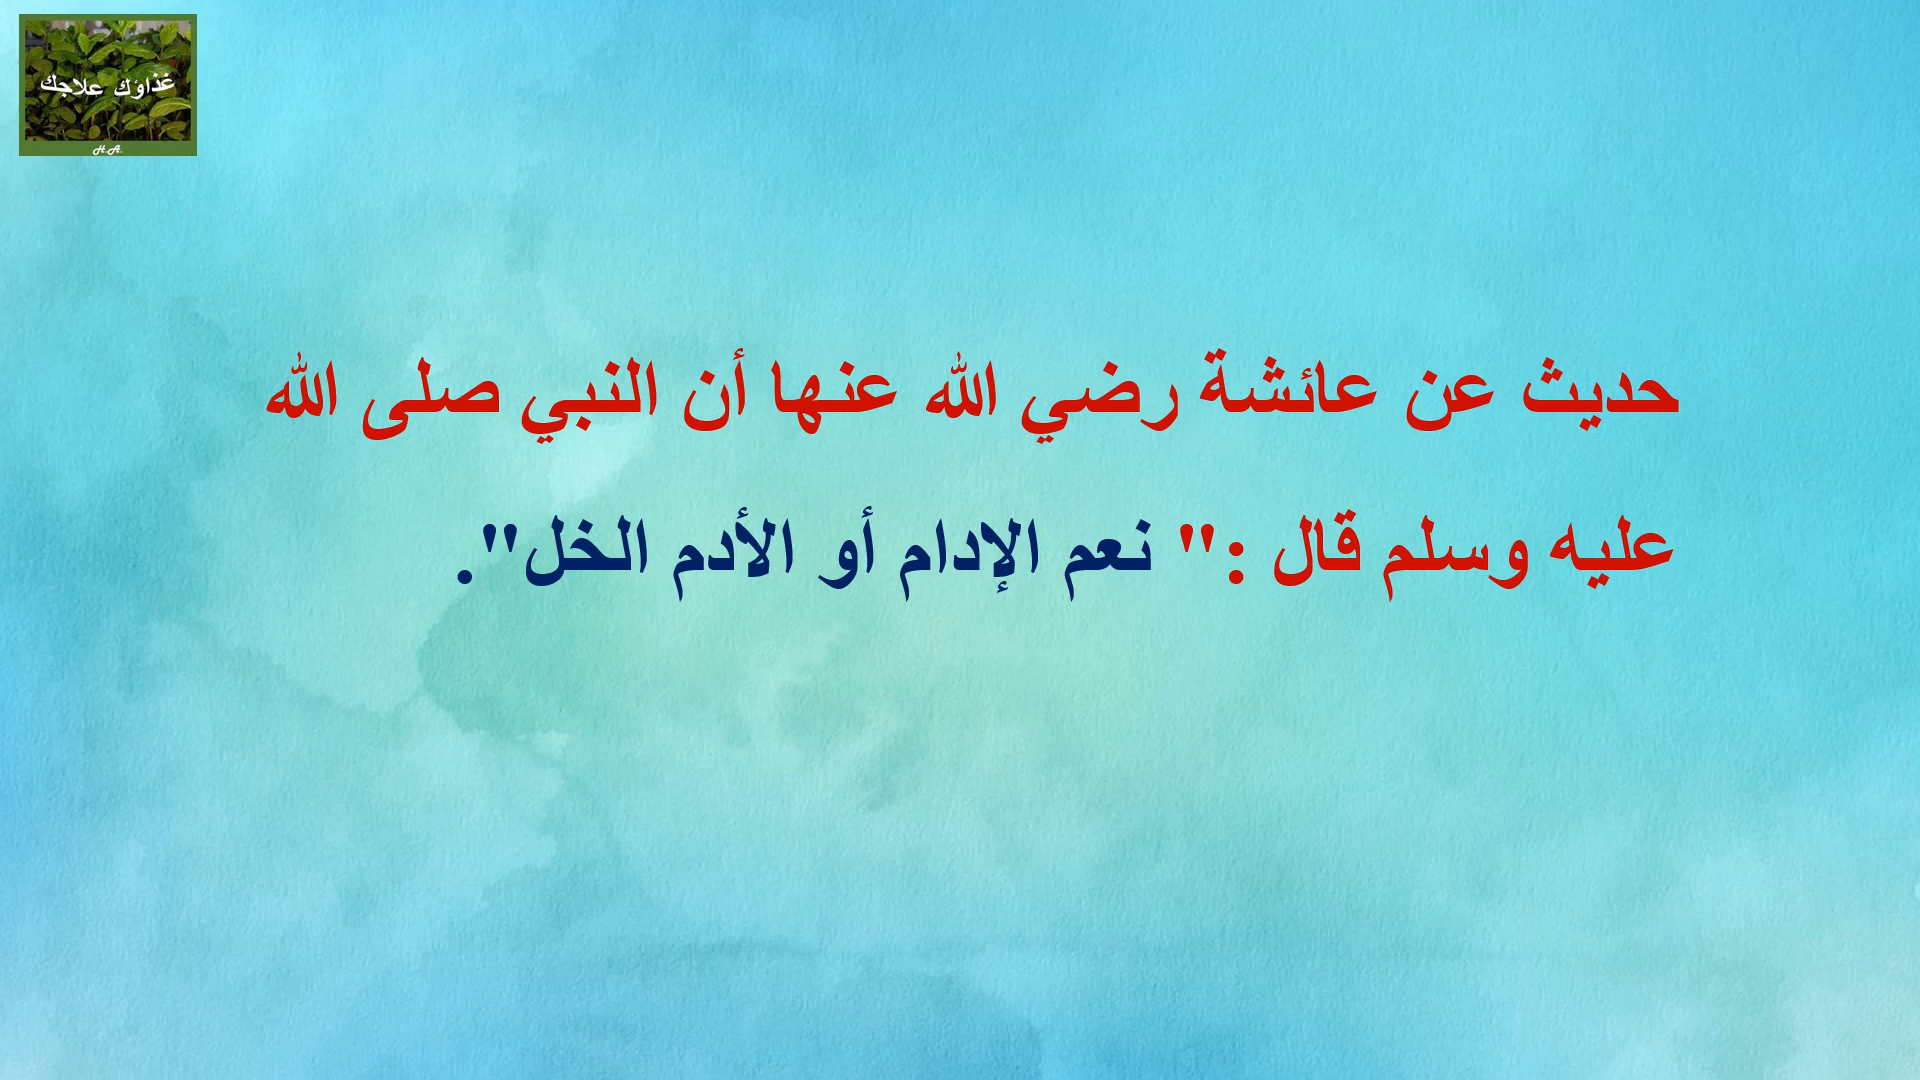 غذاؤك علاجك
H.A.
حديث عن عائشة رضي الله عنها أن النبي صلى الله
عليه وسلم قال :" نعم الإدام أو الأدم الخل".